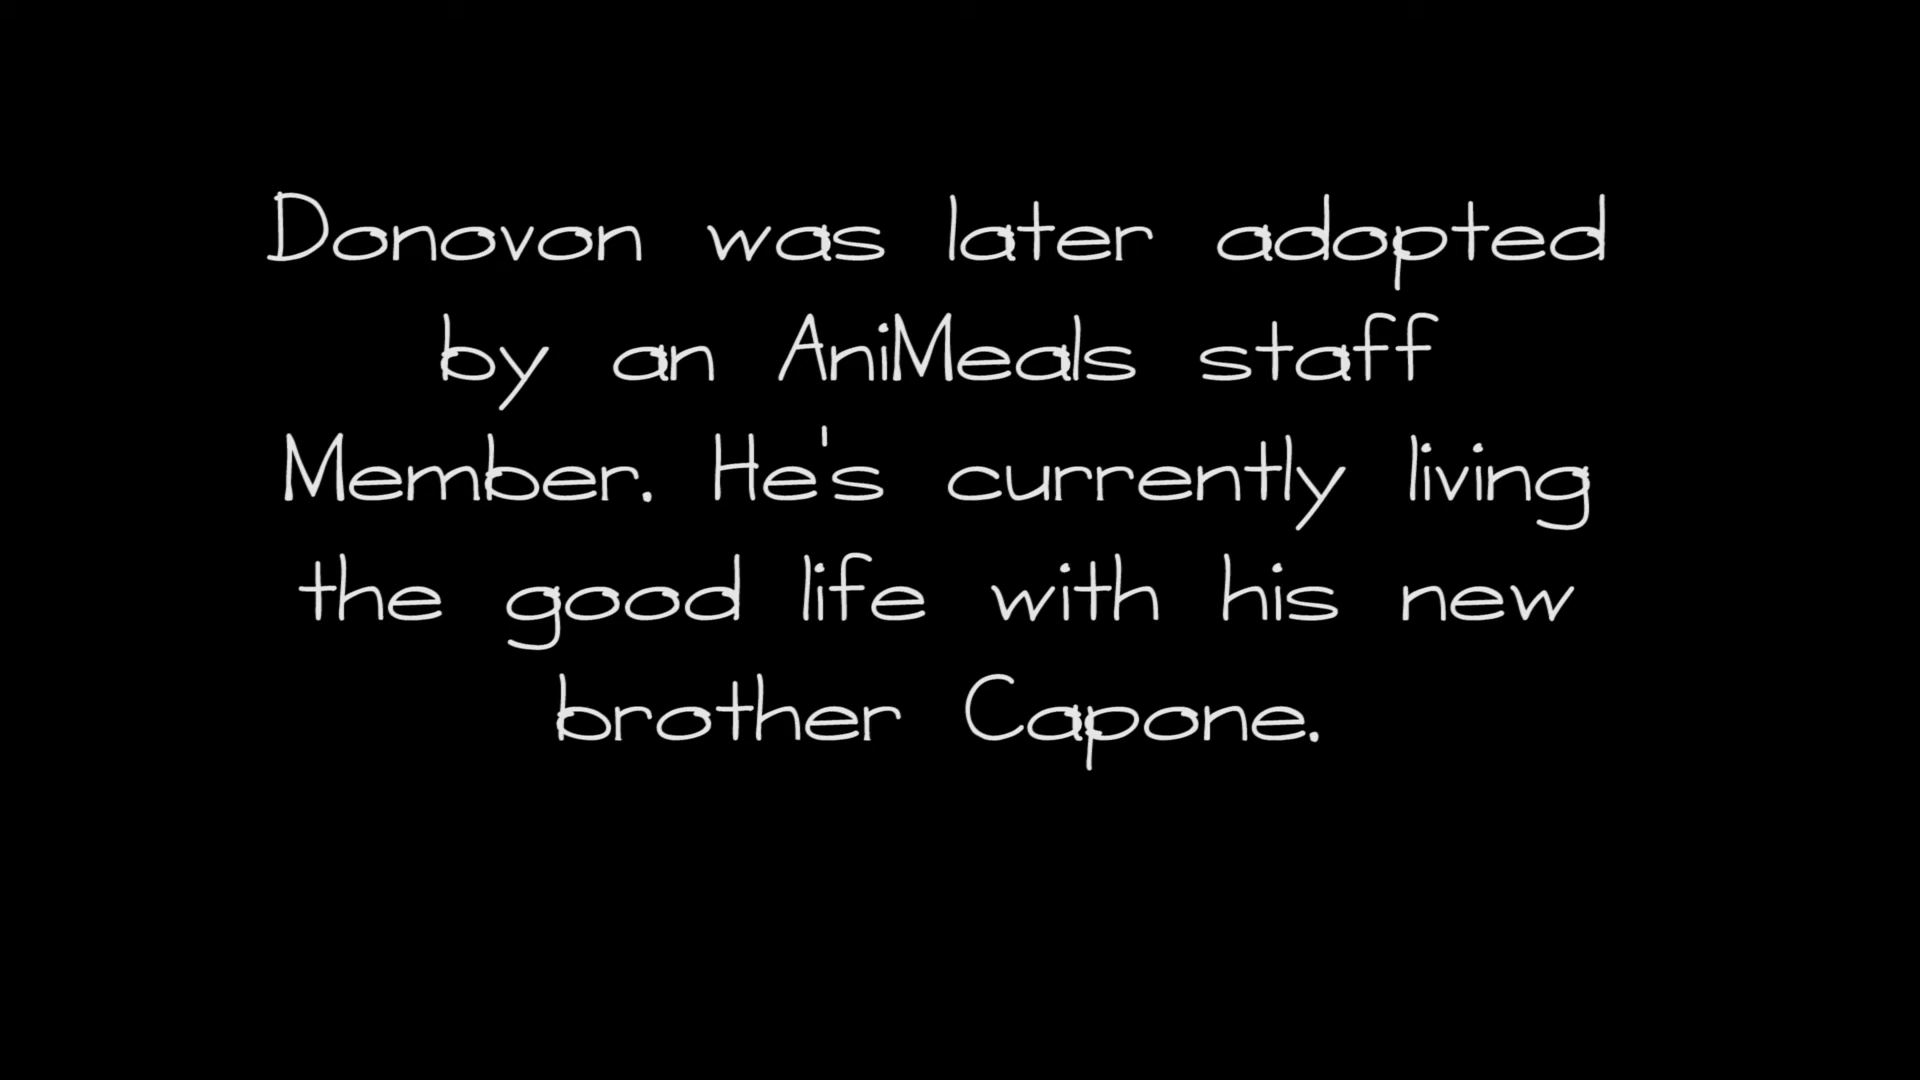 Donovon was later adopted
by an AniMeals staff
Member. He's currently living
the good life with his new
brother Capone.